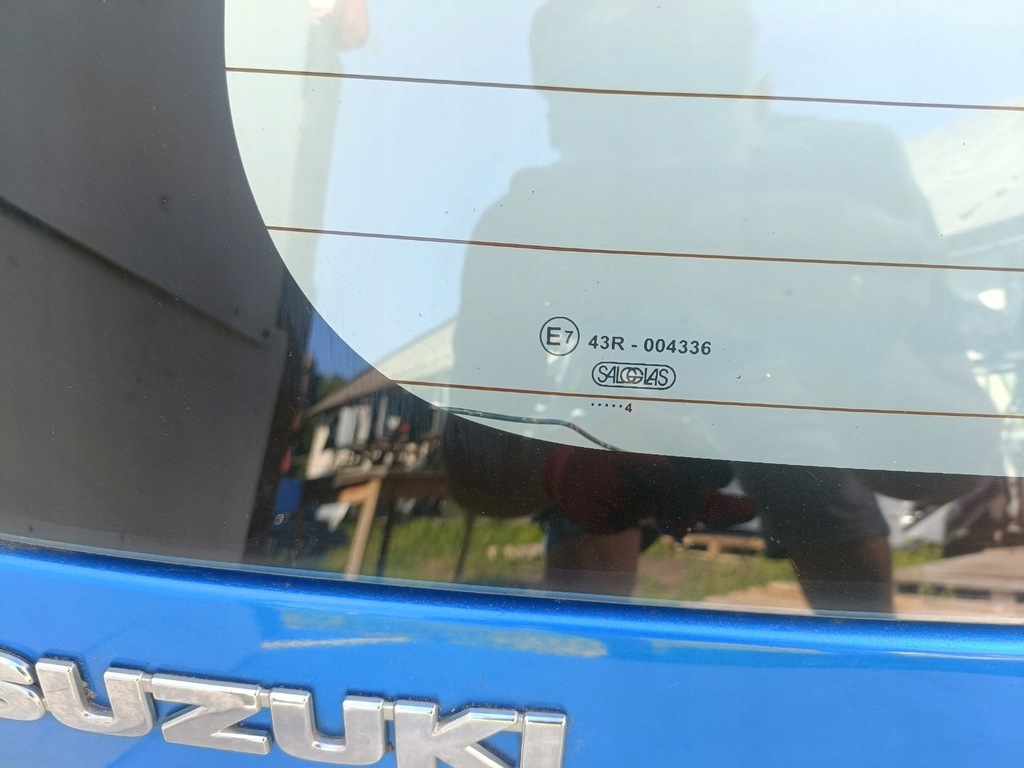 E7 43R - 004336
SALGGLAS
.....4
SUZUKI